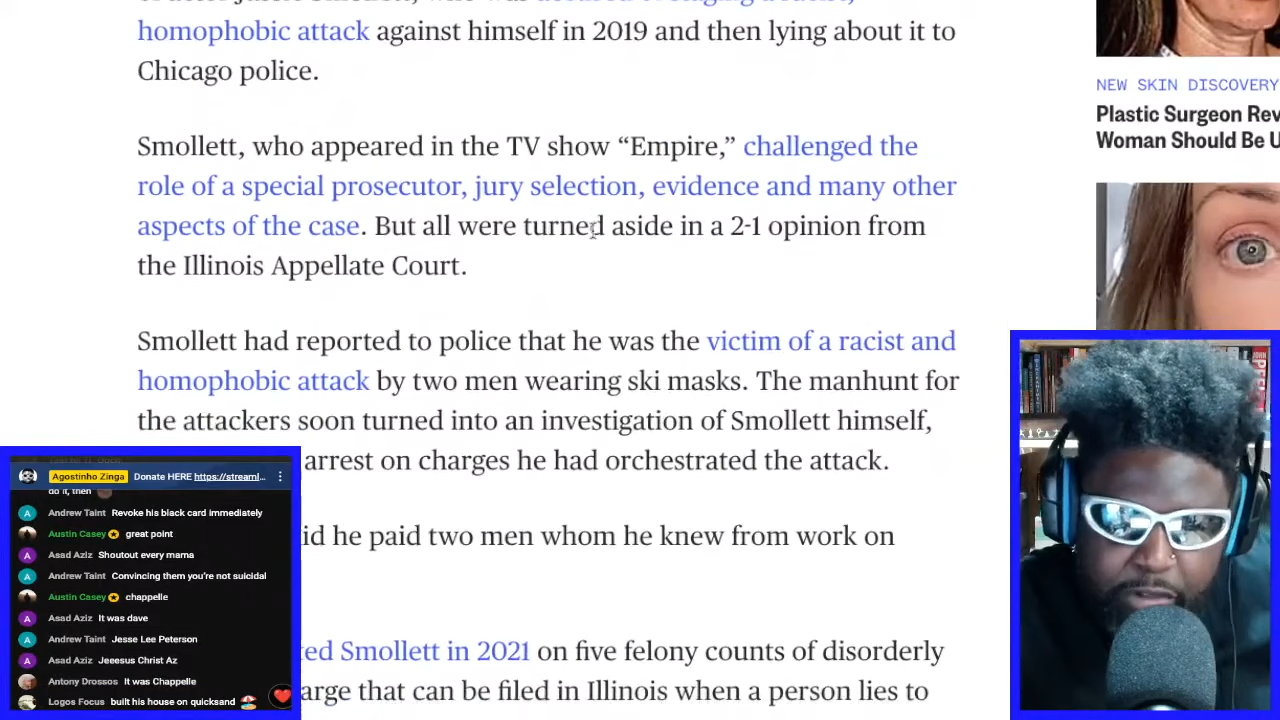 homophobic attack against himself in 2019 and then lying about it to
Chicago police.
Smollett, who appeared in the TV show “Empire,” challenged the
role of a special prosecutor, jury selection, evidence and many other
aspects of the case. But all were turned aside in a 2-1 opinion from
the Illinois Appellate Court.
Smollett had reported to police that he was the victim of a racist and
homophobic attack by two men wearing ski masks. The manhunt for
the attackers soon turned into an investigation of Smollett himself,
arrest on charges he had orchestrated the attack.
id he paid two men whom he knew from work on
ted Smollett in 2021 on five felony counts of disorderly
arge that can be filed in Illinois when a person lies to
NEW SKIN DISCOVERY
Plastic Surgeon Rev
Woman Should Be U
Agostinho Zinga Donate HERE https://streaml...
do it, then
Andrew Taint Revoke his black card immediately
Austin Casey great point
Asad Aziz Shoutout every mama
Andrew Taint Convincing them you're not suicidal
Austin Casey chappelle
Asad Aziz It was dave
Andrew Taint Jesse Lee Peterson
Asad Aziz Jeeesus Christ Az
Antony Drossos It was Chappelle
Logos Focus built his house on quicksand